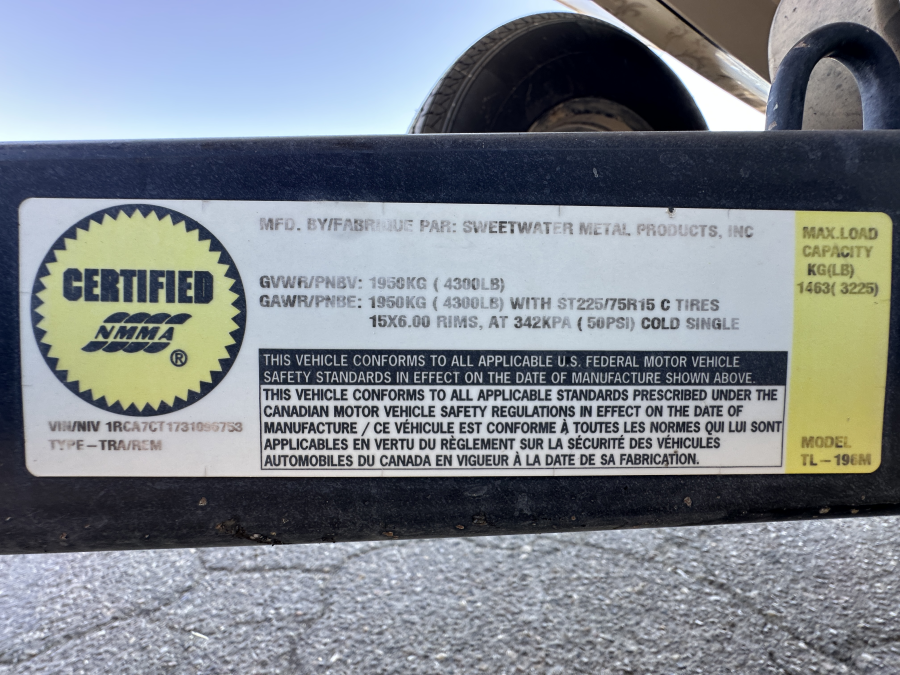 CERTIFIED
NMMA
®
VIN/NIV
TYPE-TRA/REM
MFD. BY/FABRIQUE PAR: SWEETWATER METAL PRODUCTS, INC
GVWR/PNBV: 1950KG ( 4300LB)
GAWR/PNBE: 1950KG ( 4300LB) WITH ST225/75R15 C TIRES
15X6.00 RIMS, AT 342KPA ( 50PSI) COLD SINGLE
THIS VEHICLE CONFORMS TO ALL APPLICABLE U.S. FEDERAL MOTOR VEHICLE
SAFETY STANDARDS IN EFFECT ON THE DATE OF MANUFACTURE SHOWN ABOVE.
THIS VEHICLE CONFORMS TO ALL APPLICABLE STANDARDS PRESCRIBED UNDER THE
CANADIAN MOTOR VEHICLE SAFETY REGULATIONS IN EFFECT ON THE DATE OF
MANUFACTURE / CE VÉHICULE EST CONFORME À TOUTES LES NORMES QUI LUI SONT
APPLICABLES EN VERTU DU RÈGLEMENT SUR LA SÉCURITÉ DES VÉHICULES
AUTOMOBILES DU CANADA EN VIGUEUR À LA DATE DE SA FABRICATION.
MAX.LOAD
CAPACITY
KG(LB)
1463( 3225)
MODEL
TL-196M